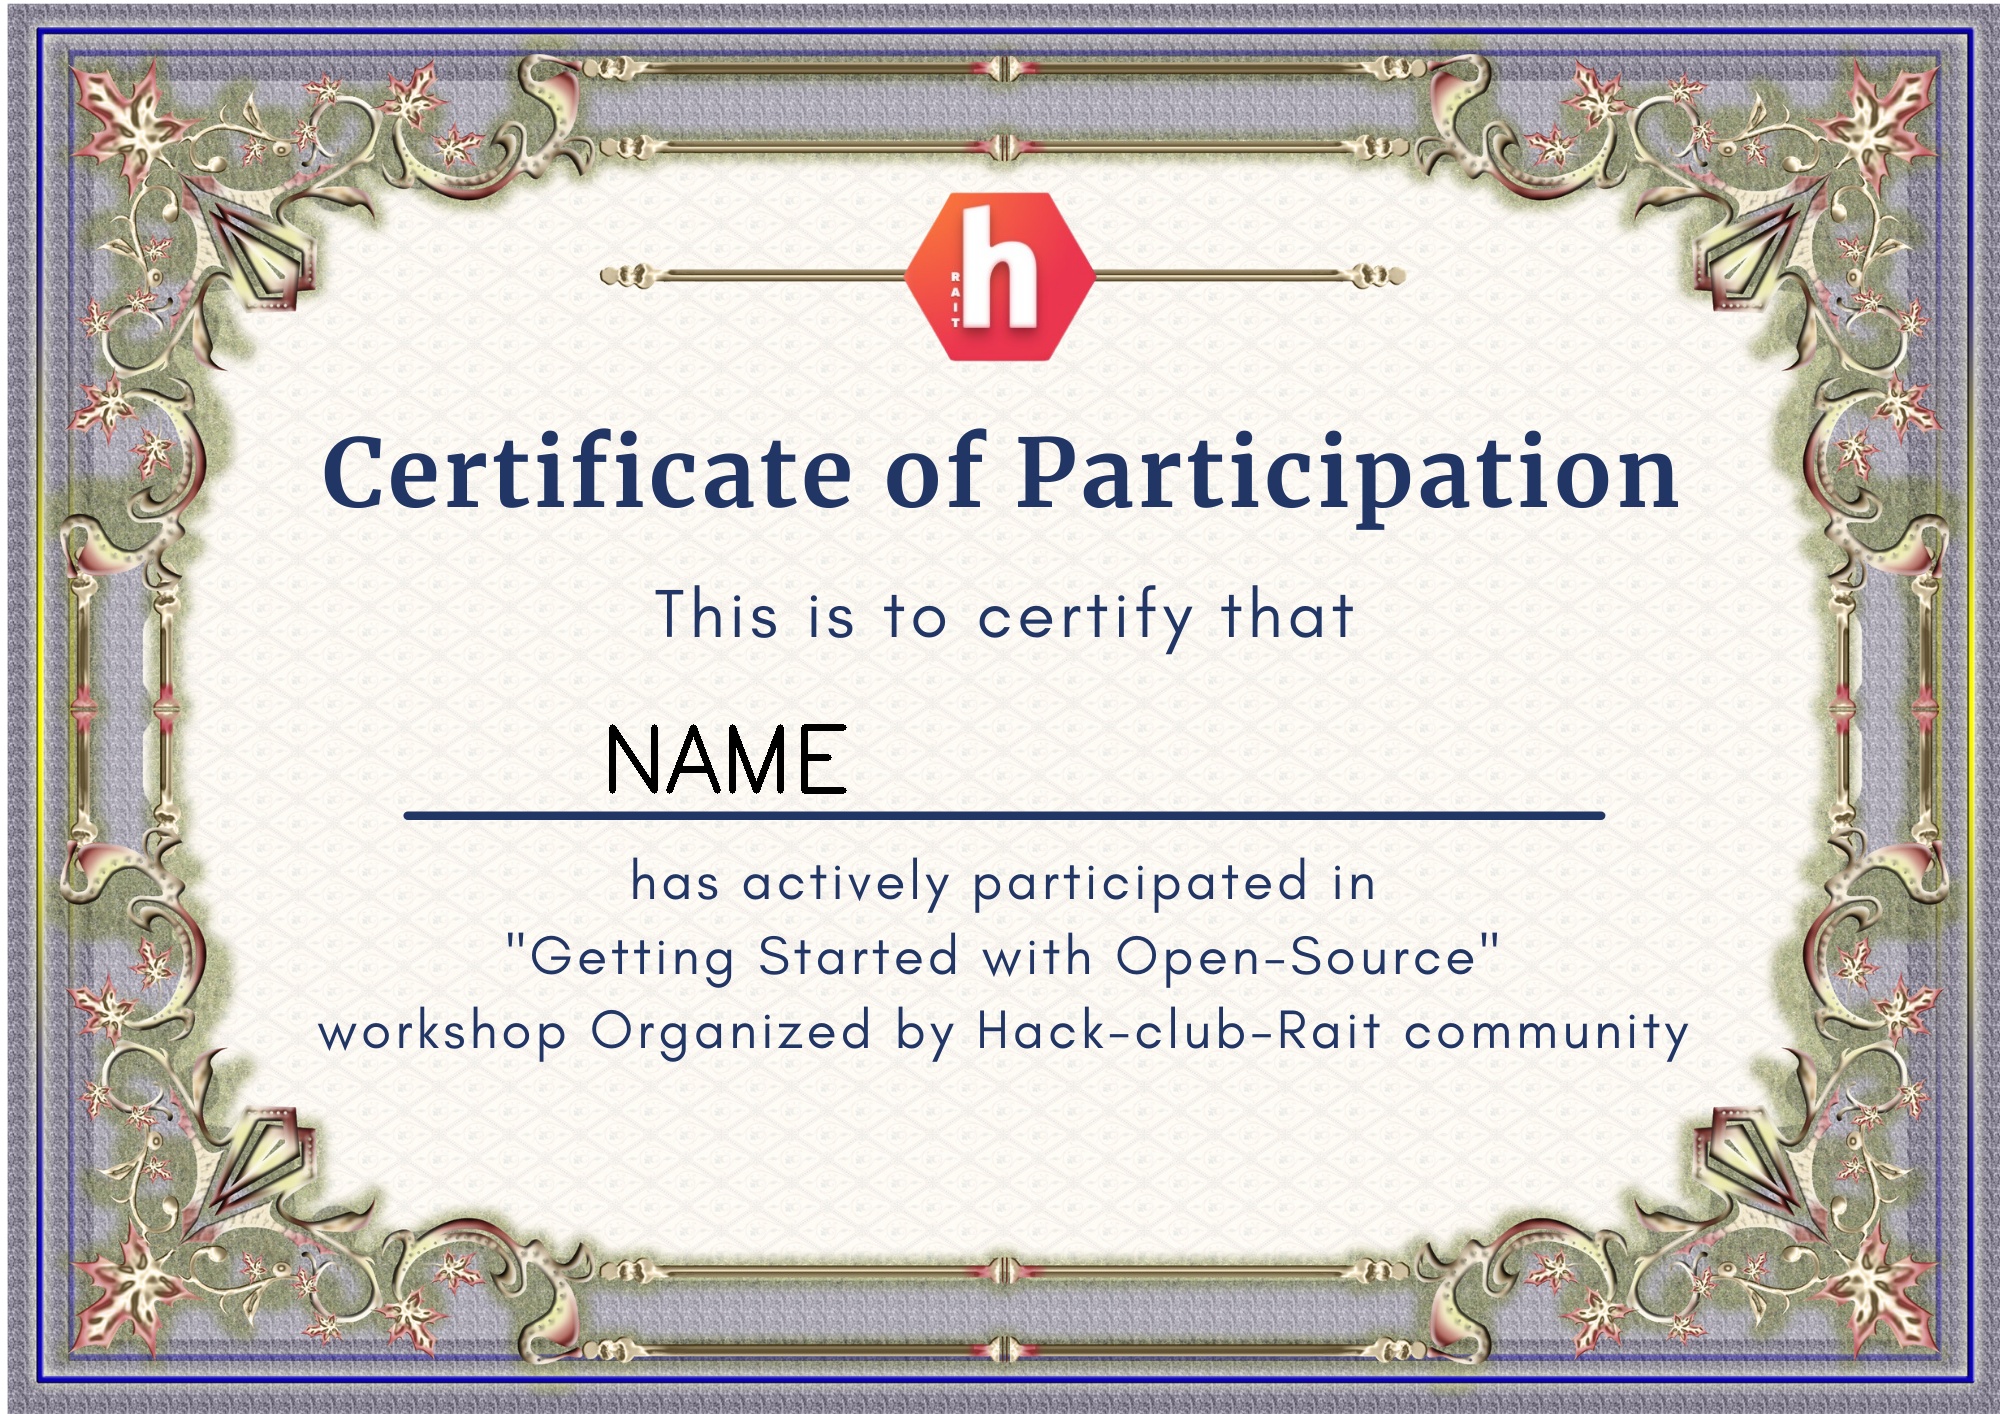 h
RAIT
Certificate of Participation
This is to certify that
NAME
has actively participated in
"Getting Started with Open-Source"
workshop Organized by Hack-club-Rait community